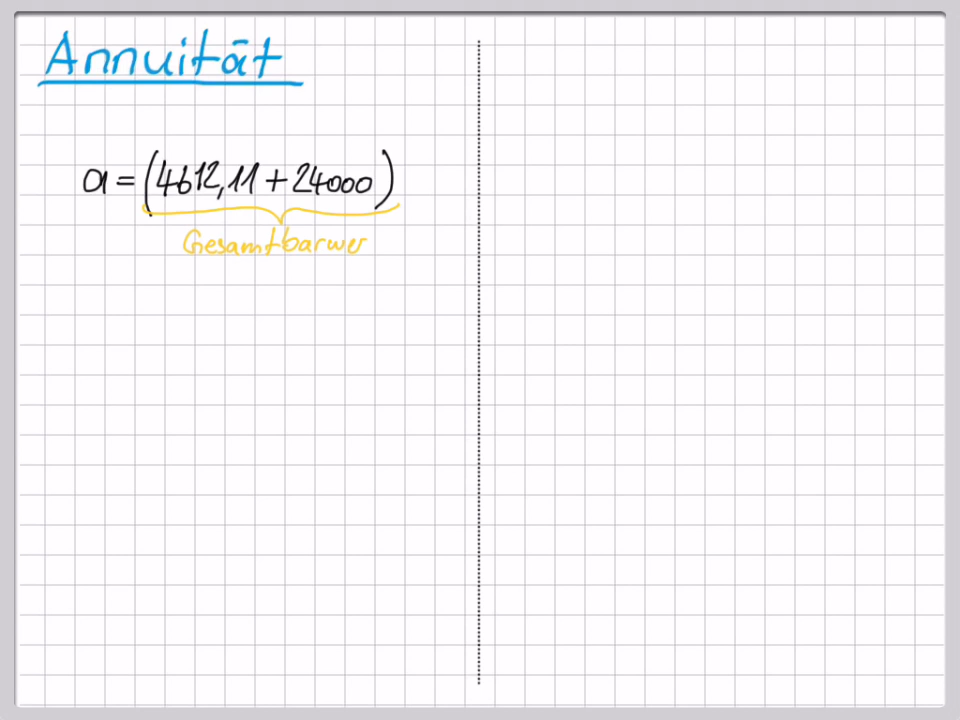 Annuität
a = (4612,11 + 24000)
Gesamtbarwer